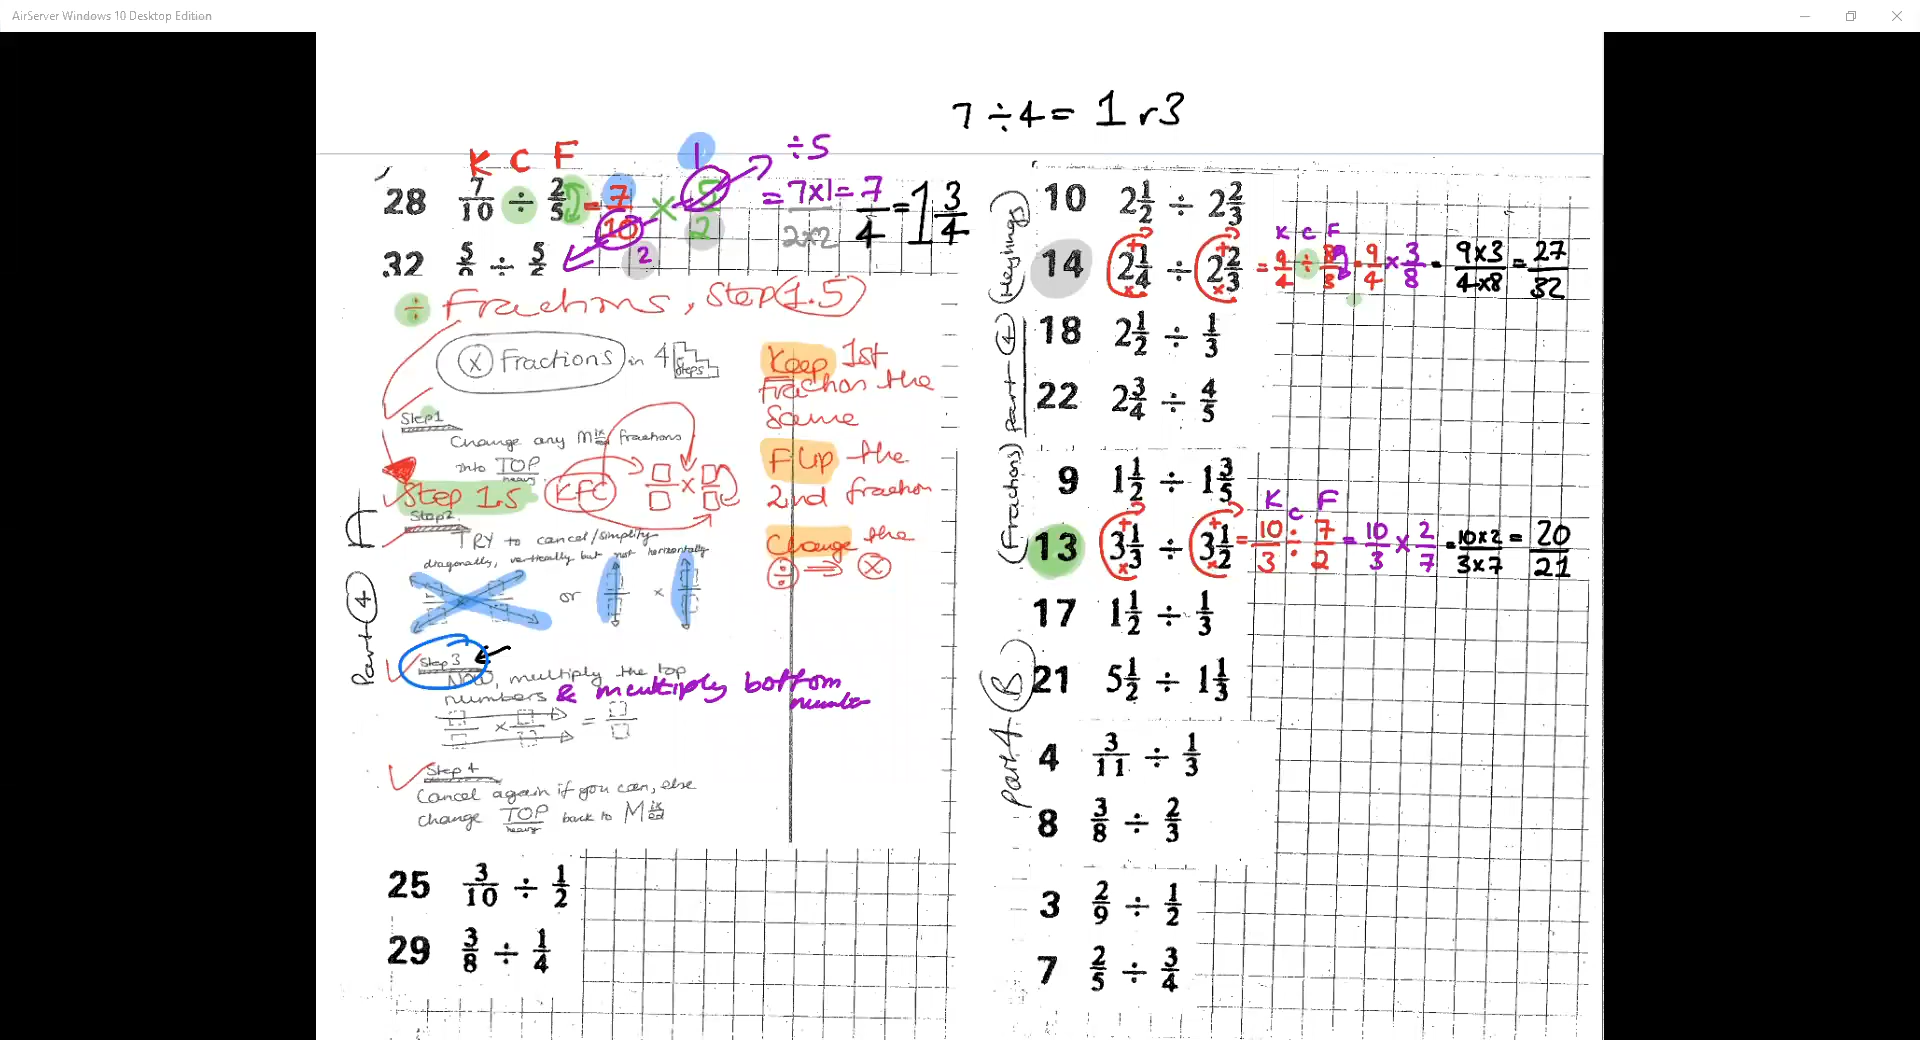 AirServer Windows 10 Desktop Edition
7 ÷ 4 = 1 r3
K C F
28 7/10 ÷ 2/5 = 7/10 × 5/2 = 7×1/2×2 = 7/4 = 1 3/4
1 ÷5
2
32 ÷
÷ Fractions, Step 1.5
× fractions in 4 steps
Step 1
Change any Mixed fractions
into TOP heavy
Step 1.5 KFC □/□ × □/□
Step 2
TRY to cancel/simplify
diagonally, vertically but not horizontally
or ×
Step 3
Now, multiply the top
numbers & multiply bottom
× =
Step 4
Cancel again if you can, else
change TOP heavy back to Mixed
Part 4
Keep 1st
fraction the
same
Flip the
2nd fraction
Change the
÷ ⇒ ×
25 3/10 ÷ 1/2
29 3/8 ÷ 1/4
(Fractions) Part 4
10 2 1/2 ÷ 2 2/3
K C F
14 2 1/4 ÷ 2 2/3 = 9/4 ÷ 8/3 = 9/4 × 3/8 = 9×3/4×8 = 27/32
18 2 1/2 ÷ 1/3
22 2 3/4 ÷ 4/5
9 1 1/2 ÷ 1 3/5
K C F
13 3 1/3 ÷ 3 1/2 = 10/3 ÷ 7/2 = 10/3 × 2/7 = 10×2/3×7 = 20/21
17 1 1/2 ÷ 1/3
Part 4 B
21 5 1/2 ÷ 1 1/3
4 3/11 ÷ 1/3
8 3/8 ÷ 2/3
3 2/9 ÷ 1/2
7 2/5 ÷ 3/4